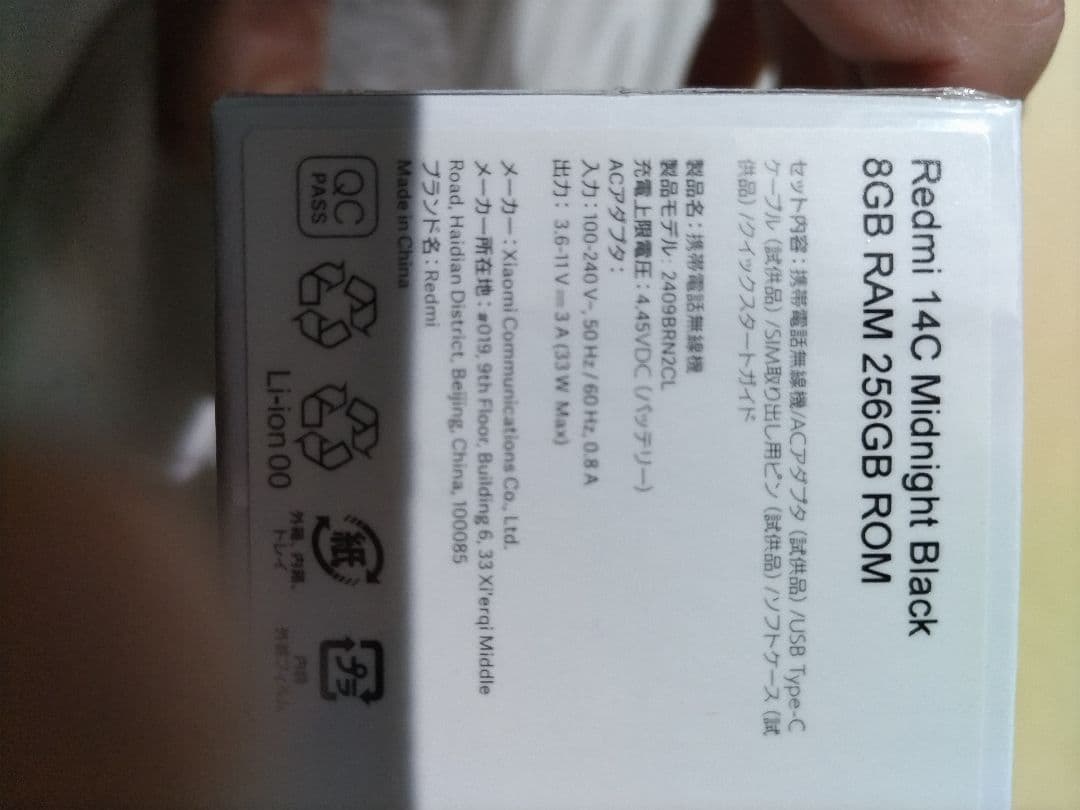 Redmi 14C Midnight Black
8GB RAM 256GB ROM
セット内容：携帯電話無線機/ACアダプタ（試供品）/USB Type-C
ケーブル（試供品）/SIM取り出し用ピン（試供品）/ソフトケース（試
供品）/クイックスタートガイド
製品名：携帯電話無線機
製品モデル：2409BRN2CL
充電上限電圧：4.45VDC（バッテリー）
ACアダプタ：
入力：100-240 V~, 50 Hz / 60 Hz, 0.8 A
出力： 3.6-11 V⎓3 A (33 W Max)
メーカー：Xiaomi Communications Co., Ltd.
メーカー所在地：#019, 9th Floor, Building 6, 33 Xi'erqi Middle
Road, Haidian District, Beijing, China, 100085
ブランド名：Redmi
Made in China
QC
PASS
Li-ion 00
紙
外箱、内箱、
トレイ
プラ
内袋
外装フィルム